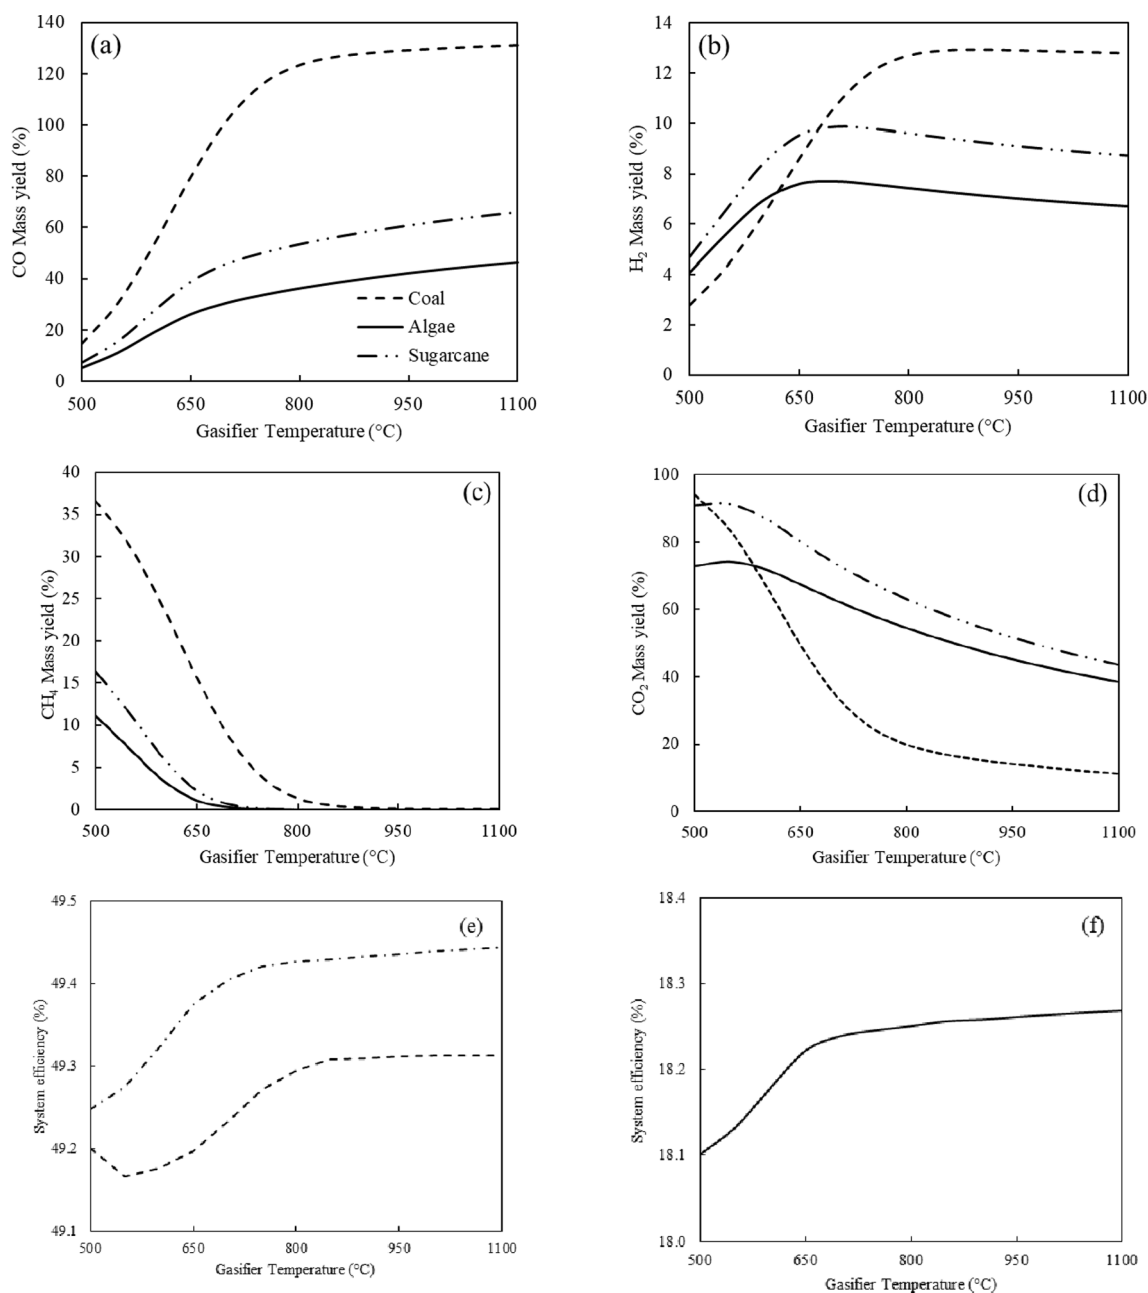 (a)
140
120
100
80
60
40
20
0
CO Mass yield (%)
Coal
Algae
Sugarcane
500 650 800 950 1100
Gasifier Temperature (°C)
(b)
14
12
10
8
6
4
2
0
H2 Mass yield (%)
500 650 800 950 1100
Gasifier Temperature (°C)
(c)
40
35
30
25
20
15
10
5
0
CH4 Mass yield (%)
500 650 800 950 1100
Gasifier Temperature (°C)
(d)
100
80
60
40
20
0
CO2 Mass yield (%)
500 650 800 950 1100
Gasifier Temperature (°C)
(e)
49.5
49.4
49.3
49.2
49.1
System efficiency (%)
500 650 800 950 1100
Gasifier Temperature (°C)
(f)
18.4
18.3
18.2
18.1
18.0
System efficiency (%)
500 650 800 950 1100
Gasifier Temperature (°C)